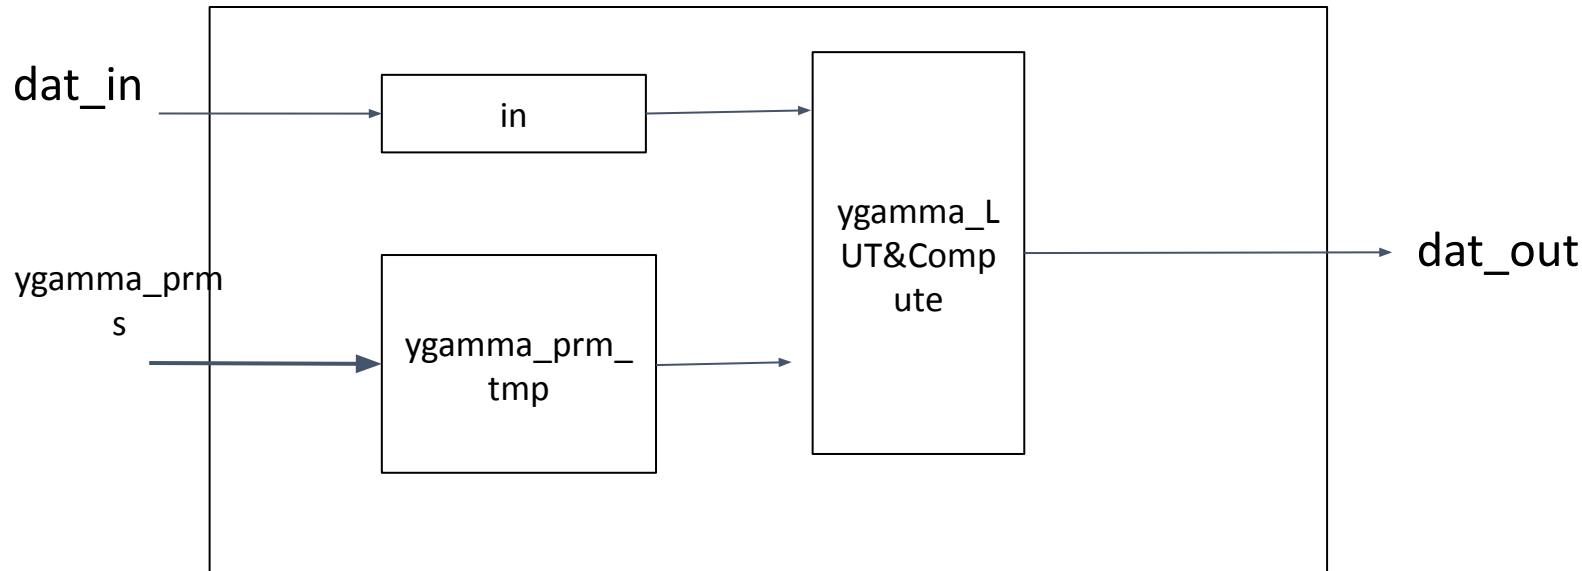 dat_in
in
ygamma_L
UT&Comp
ute
dat_out
ygamma_prm
s
ygamma_prm_
tmp